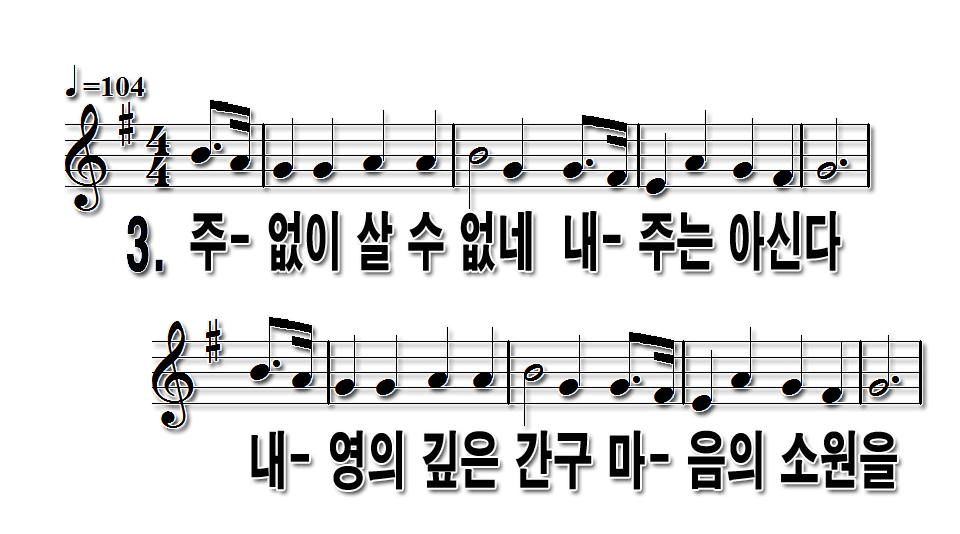 ♩=104
3. 주- 없이 살 수 없네 내- 주는 아신다
내- 영의 깊은 간구 마- 음의 소원을